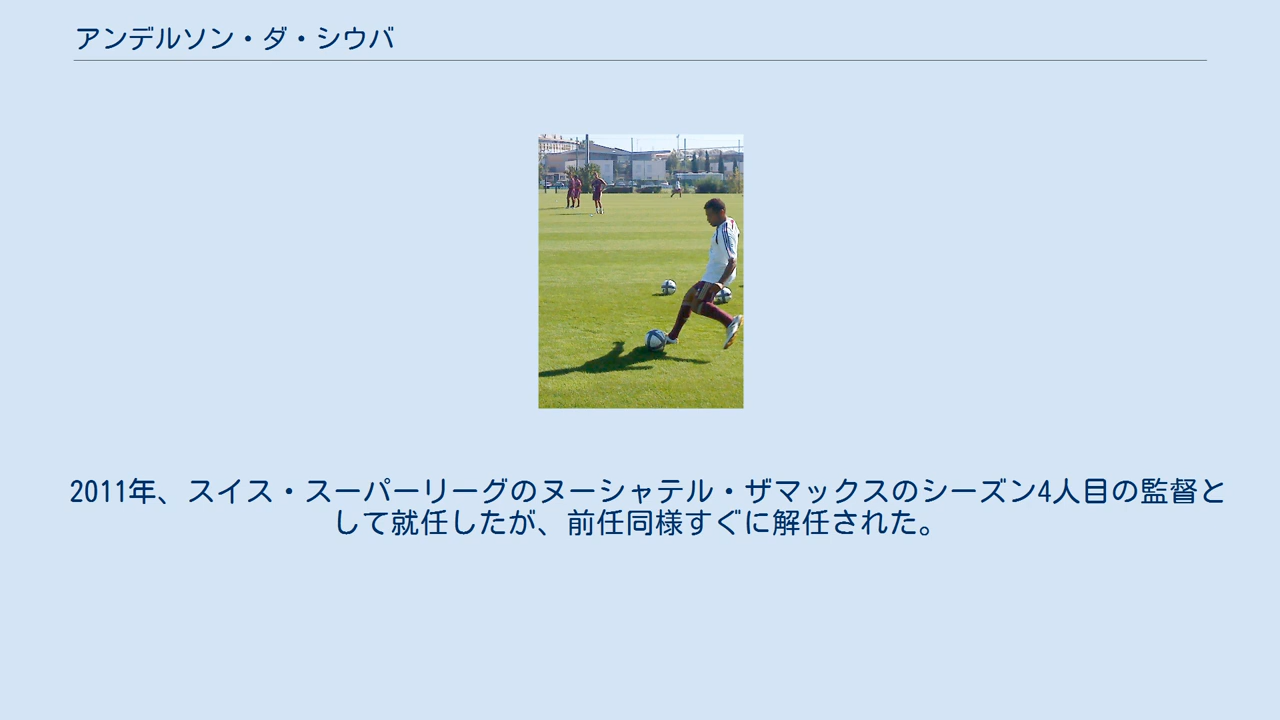 アンデルソン・ダ・シウバ
2011年、スイス・スーパーリーグのヌーシャテル・ザマックスのシーズン4人目の監督と
して就任したが、前任同様すぐに解任された。